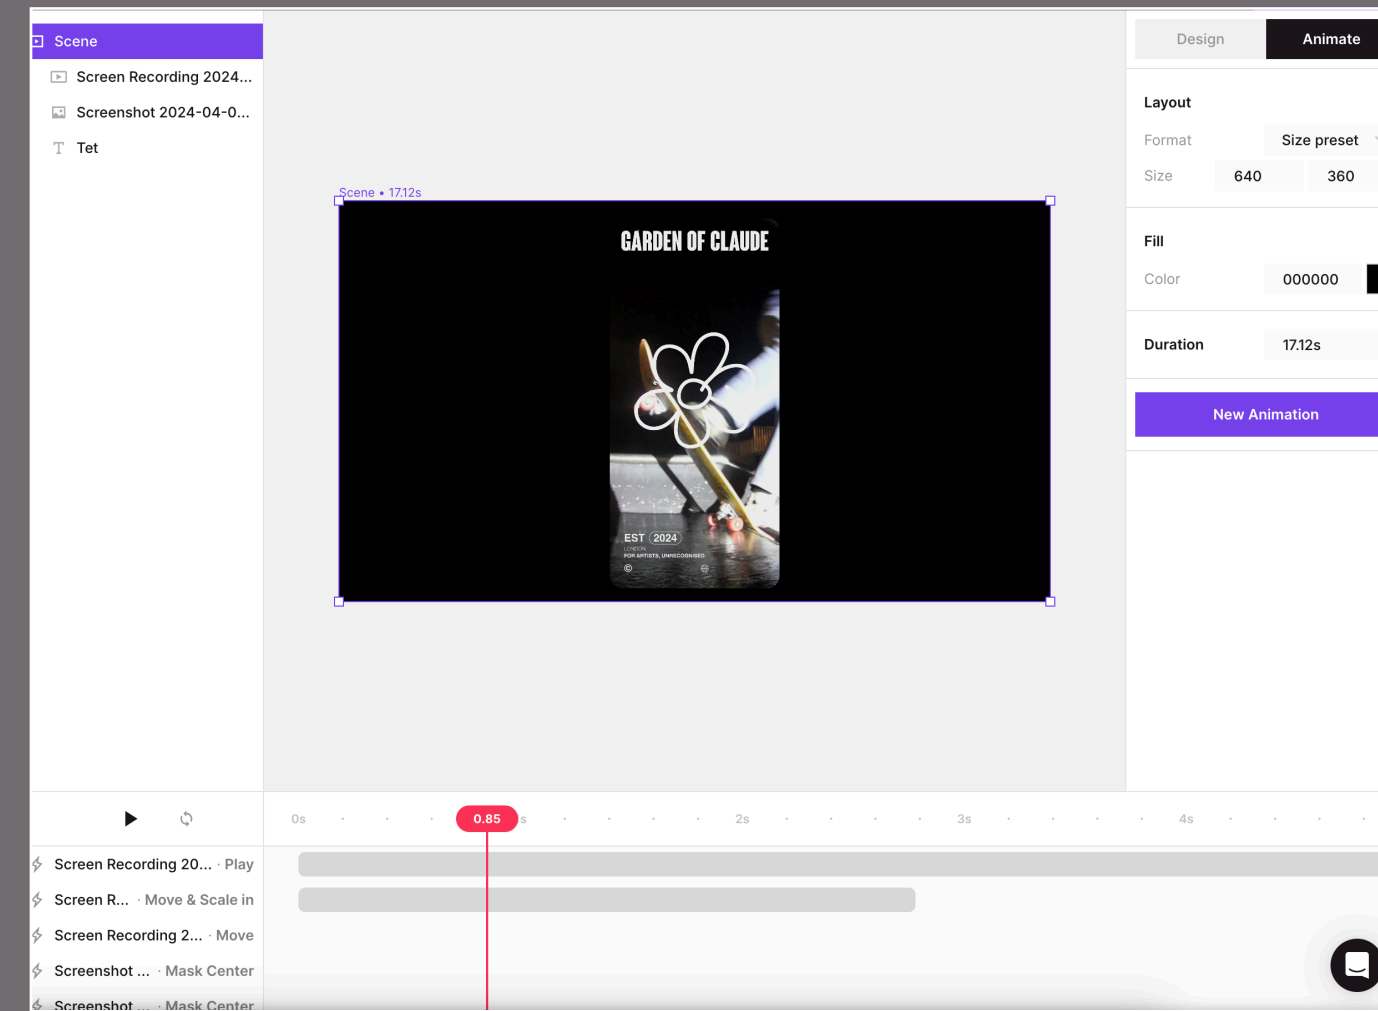 Scene
Screen Recording 2024...
Screenshot 2024-04-0...
Tet
Scene • 17.12s
GARDEN OF CLAUDE
EST 2024
LONDON
FOR ARTISTS, UNRECOGNISED
©
Design
Animate
Layout
Format
Size preset
Size
640
360
Fill
Color
000000
Duration
17.12s
New Animation
0s
0.85
s
2s
3s
4s
Screen Recording 20... · Play
Screen R... · Move & Scale in
Screen Recording 2... · Move
Screenshot ... · Mask Center
Screenshot ... · Mask Center